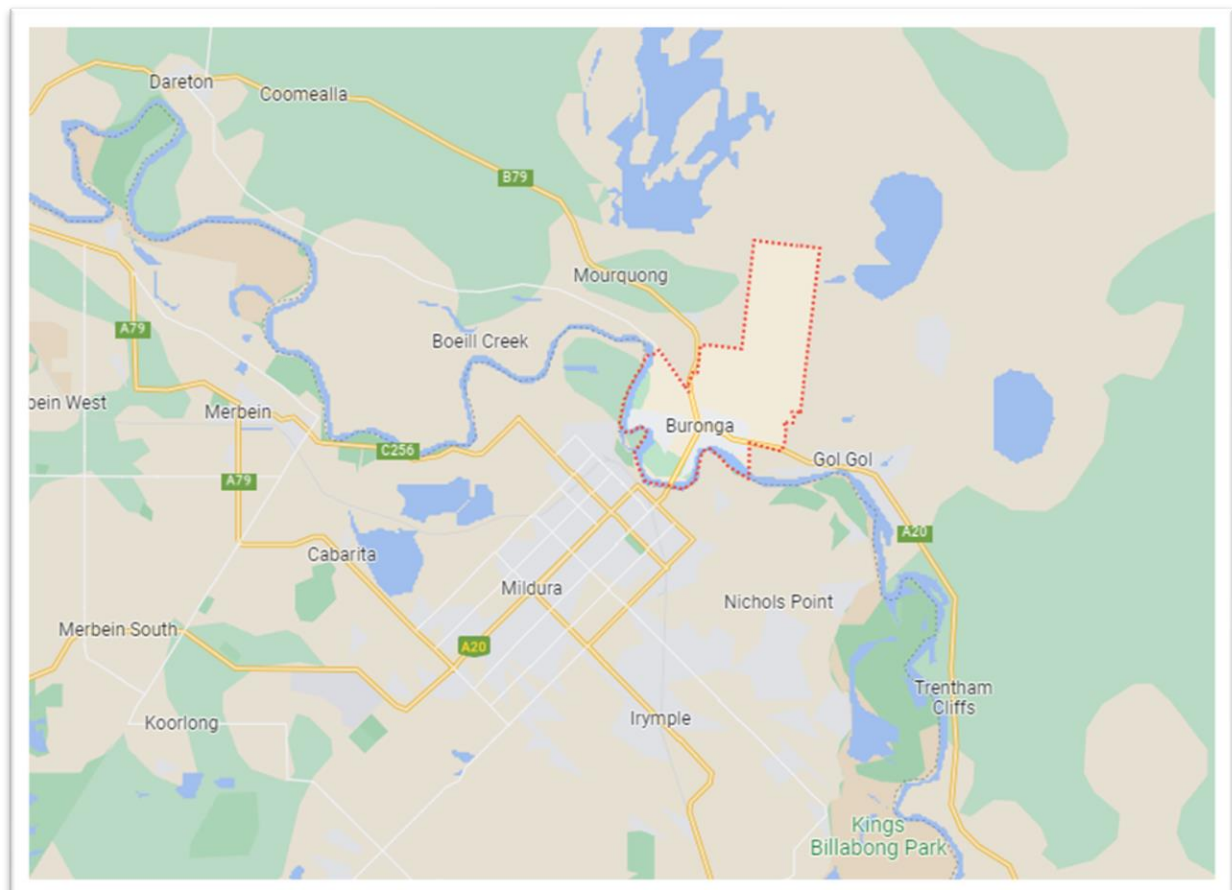 Dareton
Coomealla
B79
Mourquong
A79
Boeill Creek
bein West
Merbein
Buronga
C256
Gol Gol
A79
A20
Cabarita
Mildura
Nichols Point
Merbein South
A20
Trentham
Cliffs
Koorlong
Irymple
Kings
Billabong Park